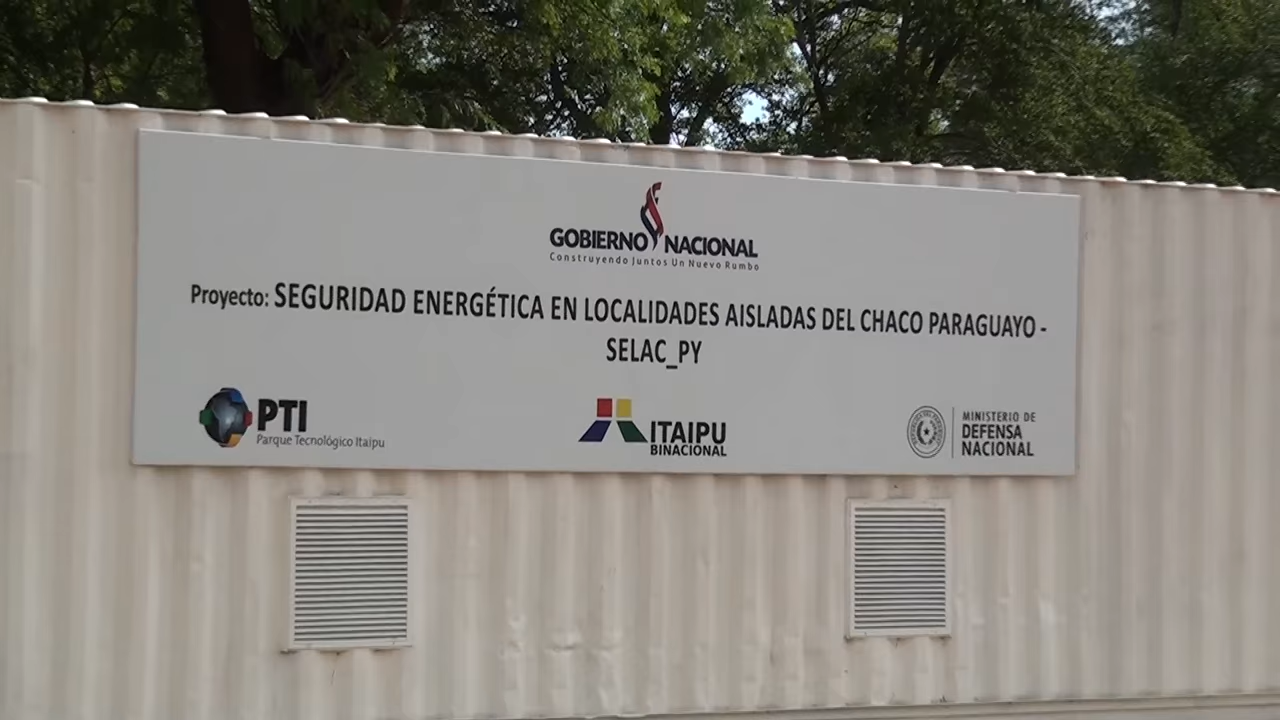 GOBIERNO NACIONAL
Construyendo Juntos Un Nuevo Rumbo
Proyecto: SEGURIDAD ENERGÉTICA EN LOCALIDADES AISLADAS DEL CHACO PARAGUAYO -
SELAC_PY
PTI
Parque Tecnológico Itaipu
ITAIPU
BINACIONAL
MINISTERIO DE
DEFENSA
NACIONAL